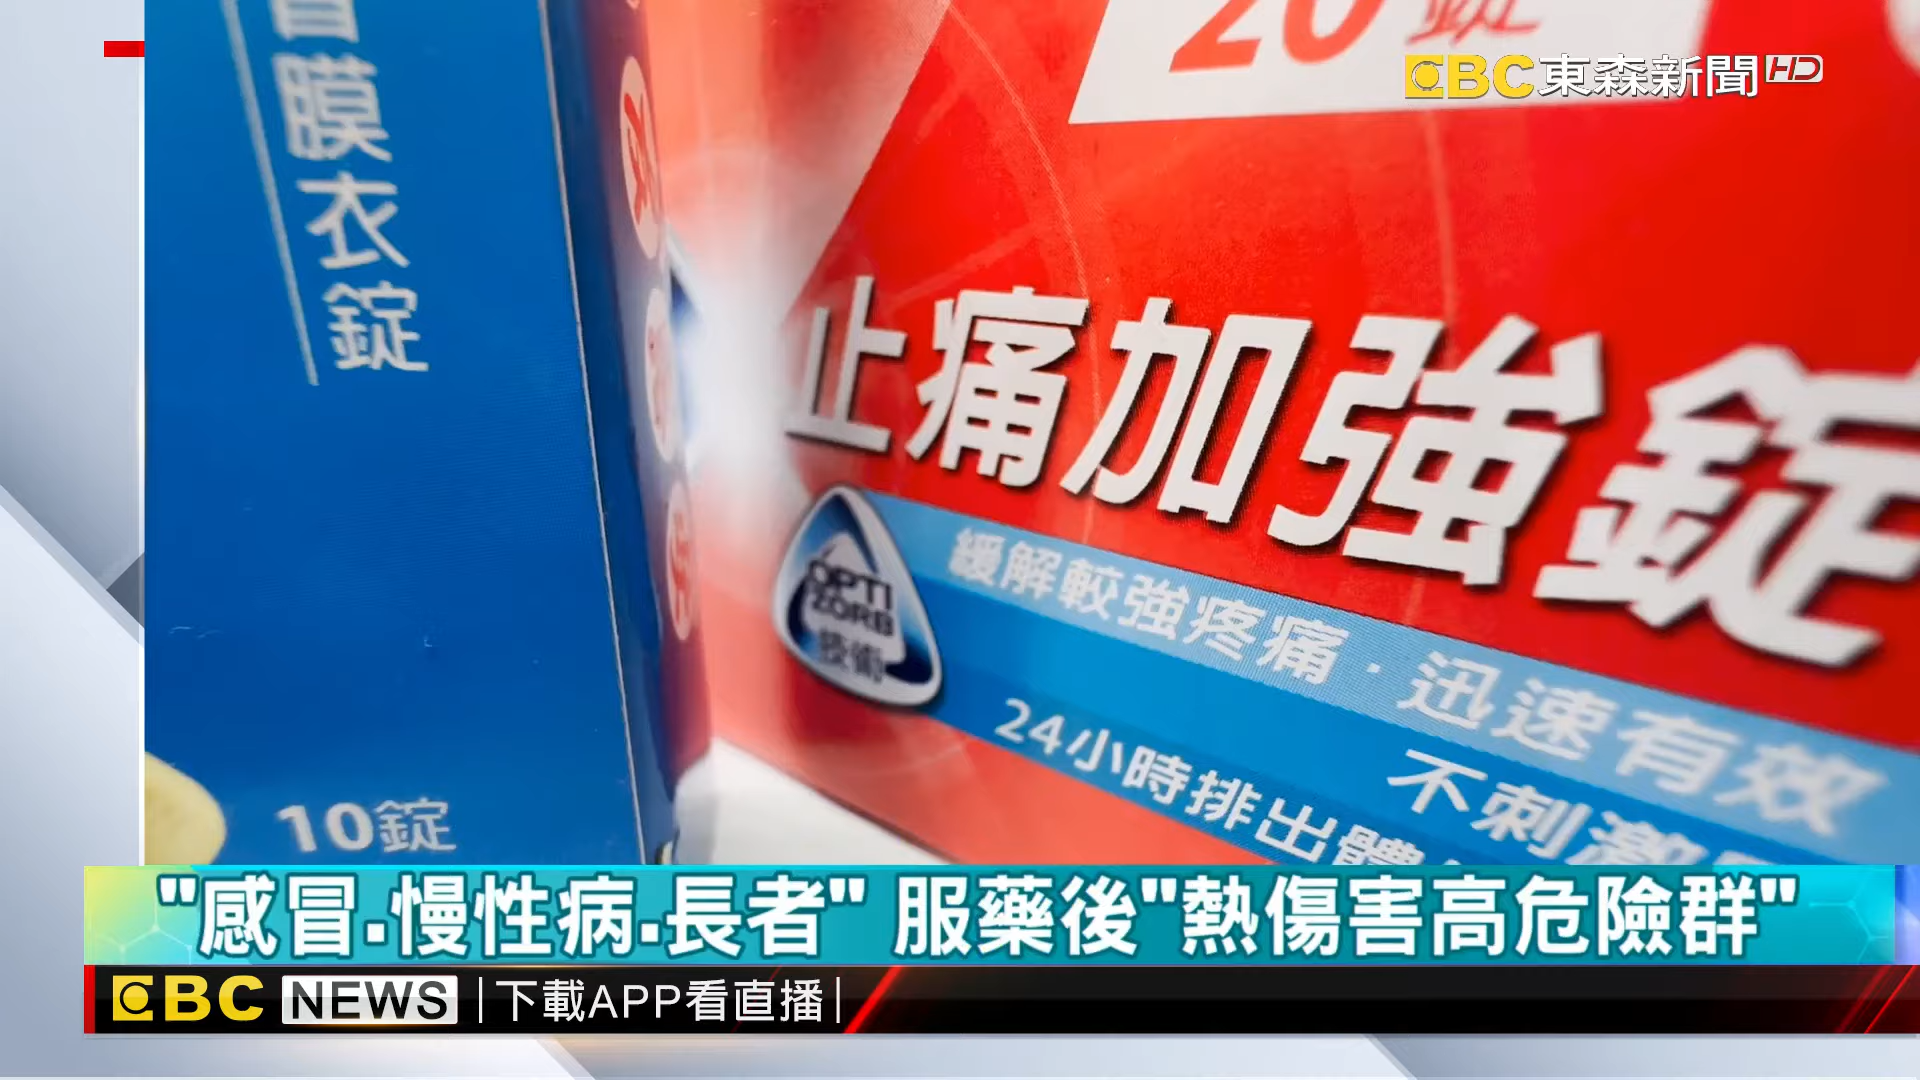 膜衣錠
10錠
20錠
EBC東森新聞HD
止痛加強錠
OPTI
ZORB
技術
緩解較強疼痛·迅速有效
24小時排出體
不刺激
"感冒.慢性病.長者" 服藥後"熱傷害高危險群"
EBC NEWS |下載APP看直播|